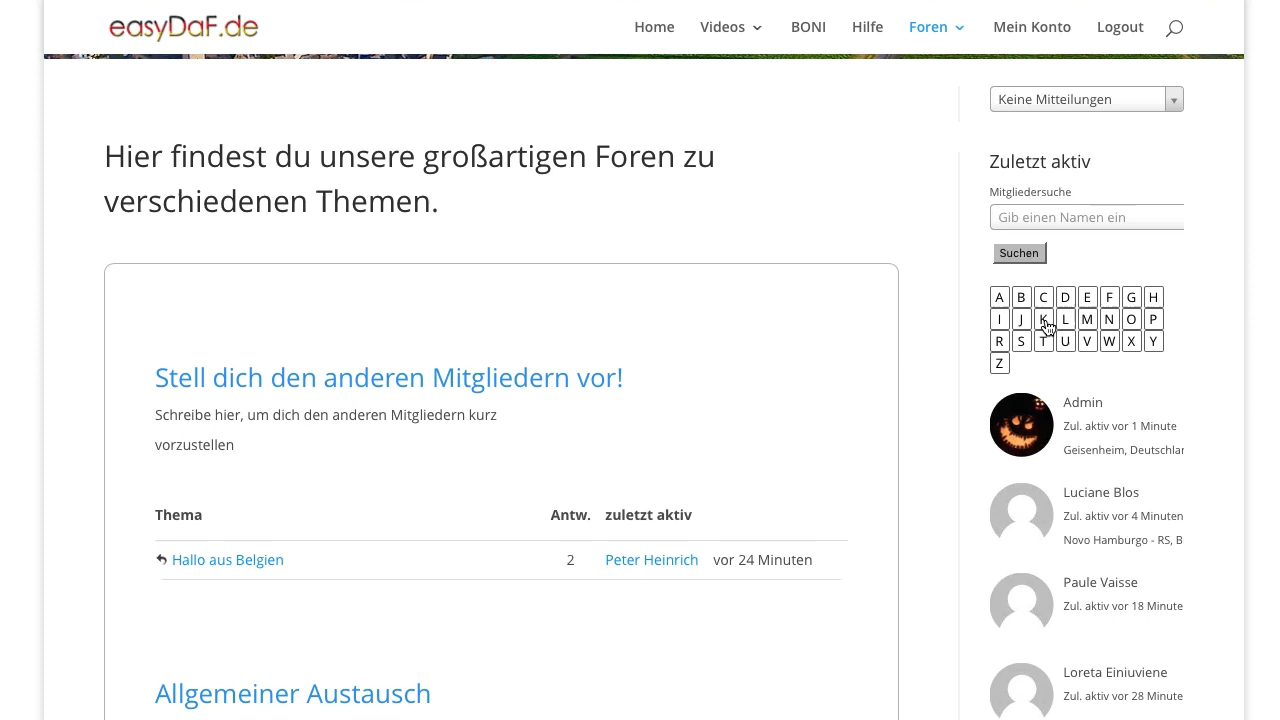 easyDaF.de
Home Videos BONI Hilfe Foren Mein Konto Logout
Keine Mitteilungen
Hier findest du unsere großartigen Foren zu
verschiedenen Themen.
Zuletzt aktiv
Mitgliedersuche
Gib einen Namen ein
Suchen
A B C D E F G H
I J K L M N O P
R S T U V W X Y
Z
Stell dich den anderen Mitgliedern vor!
Schreibe hier, um dich den anderen Mitgliedern kurz
vorzustellen
Thema Antw. zuletzt aktiv
Hallo aus Belgien 2 Peter Heinrich vor 24 Minuten
Allgemeiner Austausch
Admin
Zul. aktiv vor 1 Minute
Geisenheim, Deutschlan
Luciane Blos
Zul. aktiv vor 4 Minuten
Novo Hamburgo - RS, B
Paule Vaisse
Zul. aktiv vor 18 Minute
Loreta Einiuviene
Zul. aktiv vor 28 Minute